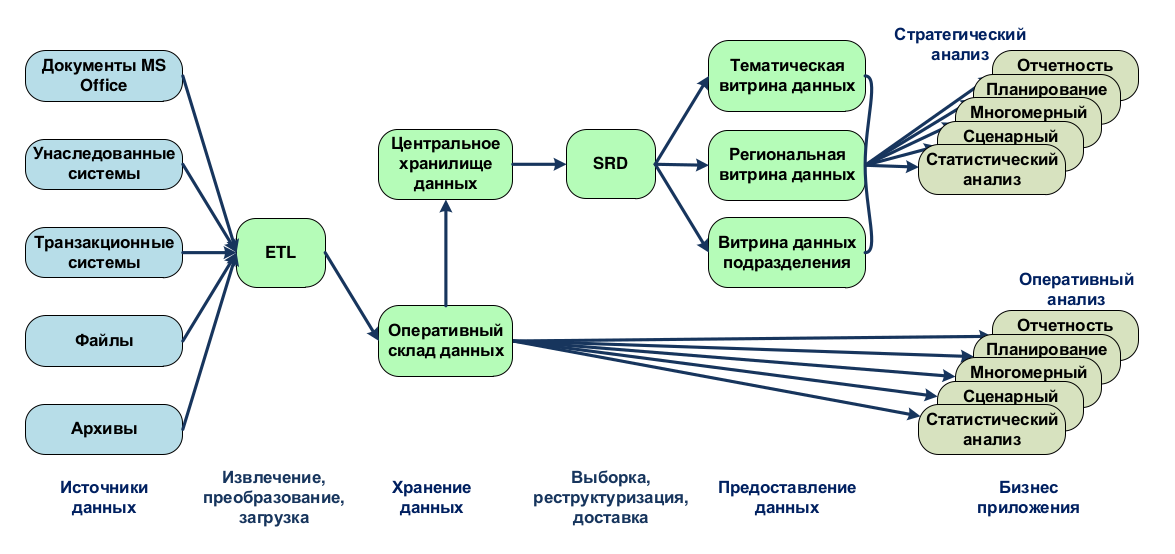 Документы MS
Office
Унаследованные
системы
Транзакционные
системы
Файлы
Архивы
ETL
Центральное
хранилище
данных
Оперативный
склад данных
SRD
Тематическая
витрина данных
Региональная
витрина данных
Витрина данных
подразделения
Стратегический
анализ
Отчетность
Планирование
Многомерный
Сценарный
Статистический
анализ
Оперативный
анализ
Отчетность
Планирование
Многомерный
Сценарный
Статистический
анализ
Источники
данных
Извлечение,
преобразование,
загрузка
Хранение
данных
Выборка,
реструктуризация,
доставка
Предоставление
данных
Бизнес
приложения